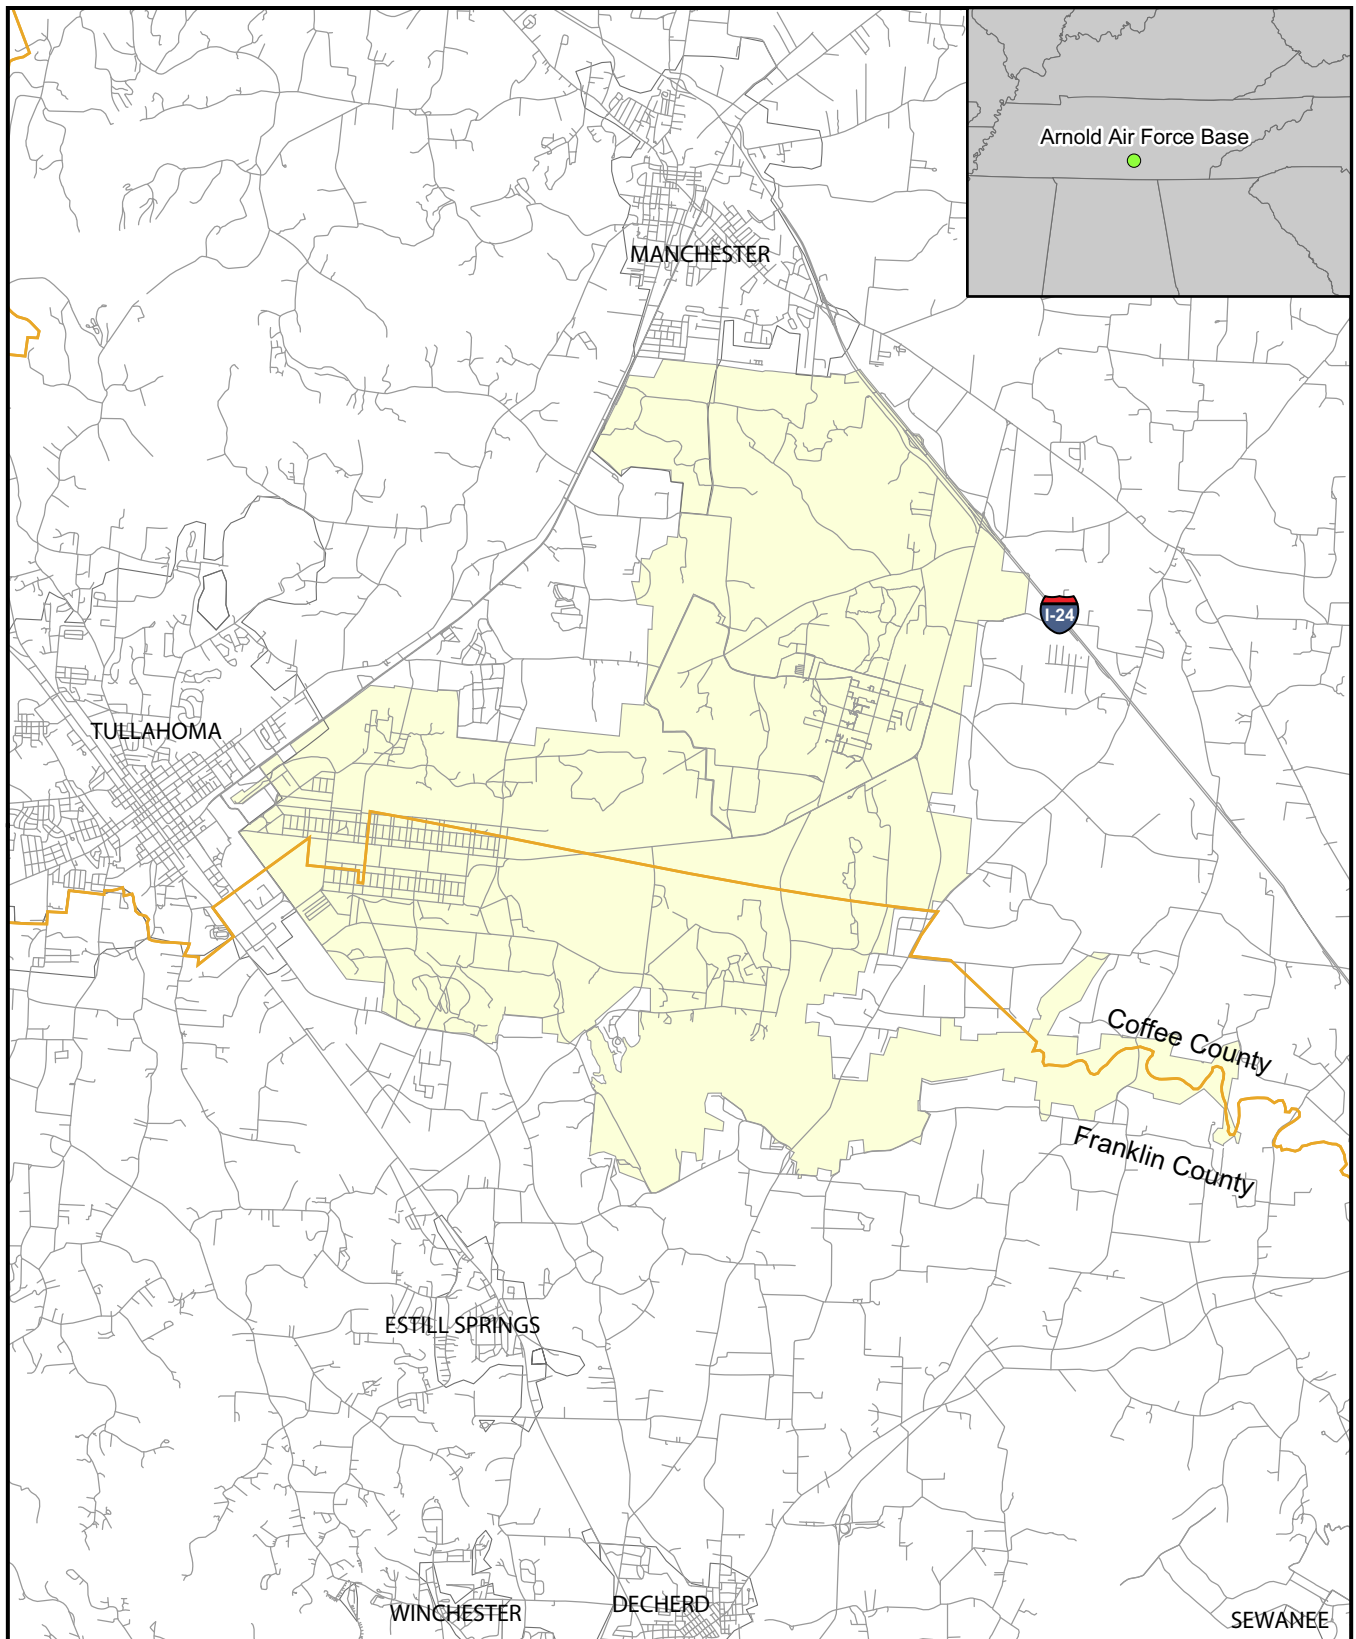 Arnold Air Force Base
MANCHESTER
I-24
TULLAHOMA
Coffee County
Franklin County
ESTILL SPRINGS
WINCHESTER
DECHERD
SEWANEE